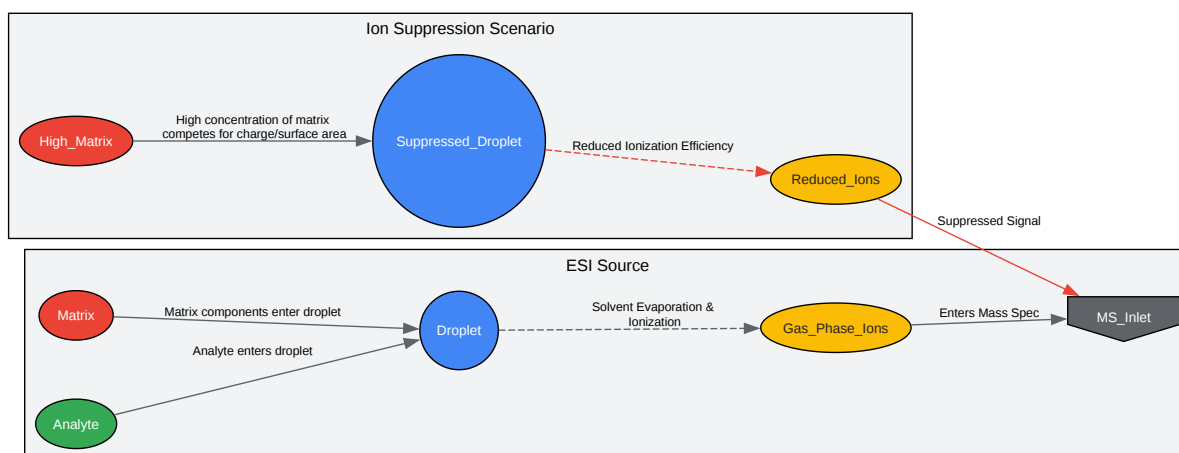 Ion Suppression Scenario
High_Matrix
High concentration of matrix
competes for charge/surface area
Suppressed_Droplet
Reduced Ionization Efficiency
Reduced_Ions
Suppressed Signal
ESI Source
Matrix
Matrix components enter droplet
Analyte enters droplet
Analyte
Droplet
Solvent Evaporation &
Ionization
Gas_Phase_Ions
Enters Mass Spec
MS_Inlet